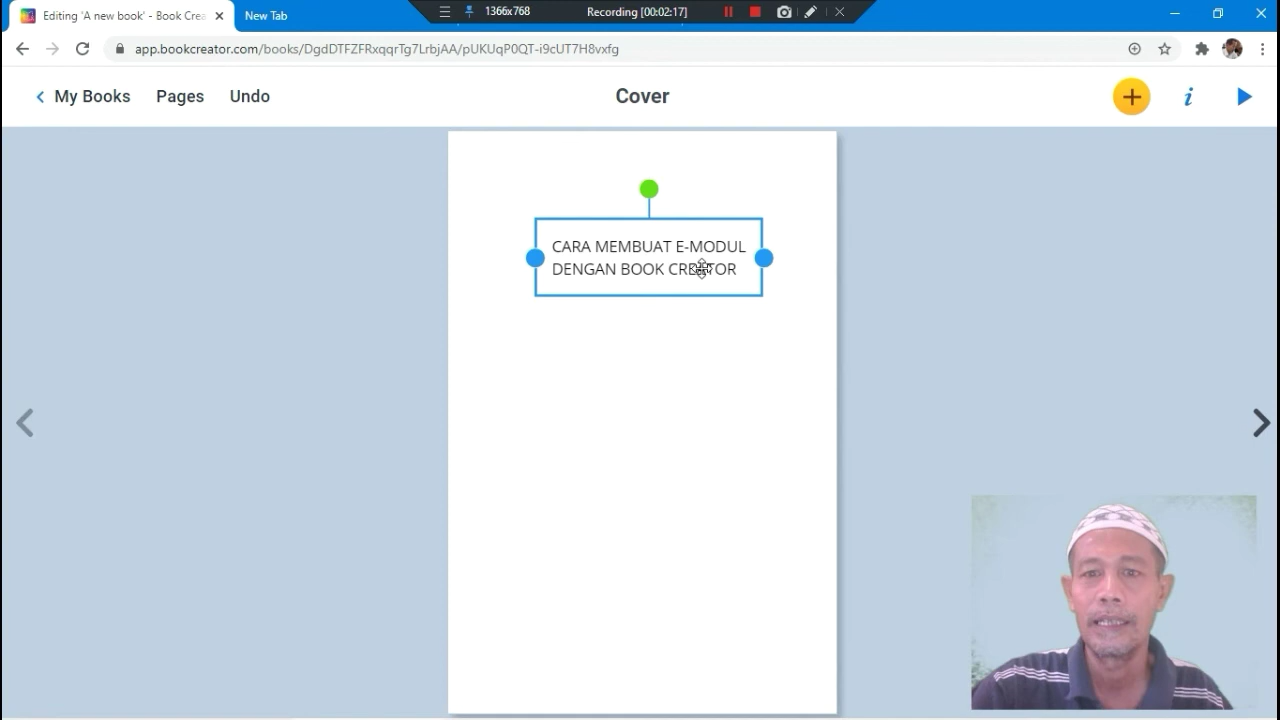 Editing 'A new book' - Book Crea
New Tab
1366x768
Recording [00:02:17]
app.bookcreator.com/books/DgdDTFZFRxqqrTg7LrbjAA/pUKUqP0QT-i9cUT7H8vxfg
My Books
Pages
Undo
Cover
i
CARA MEMBUAT E-MODUL
DENGAN BOOK CREATOR